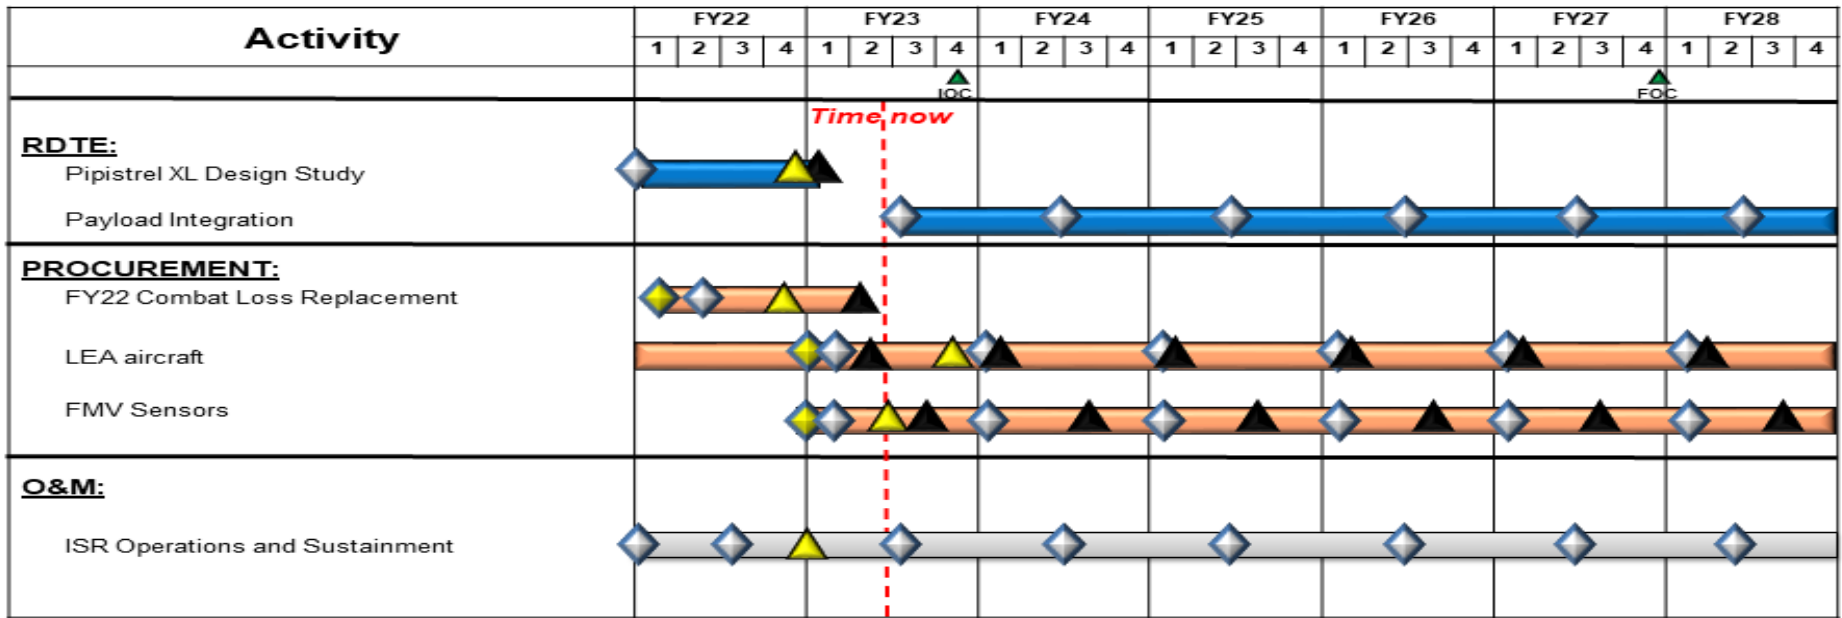 Activity
FY22 FY23 FY24 FY25 FY26 FY27 FY28
1 2 3 4 1 2 3 4 1 2 3 4 1 2 3 4 1 2 3 4 1 2 3 4 1 2 3 4
IOC FOC
Time now
RDTE:
Pipistrel XL Design Study
Payload Integration
PROCUREMENT:
FY22 Combat Loss Replacement
LEA aircraft
FMV Sensors
O&M:
ISR Operations and Sustainment